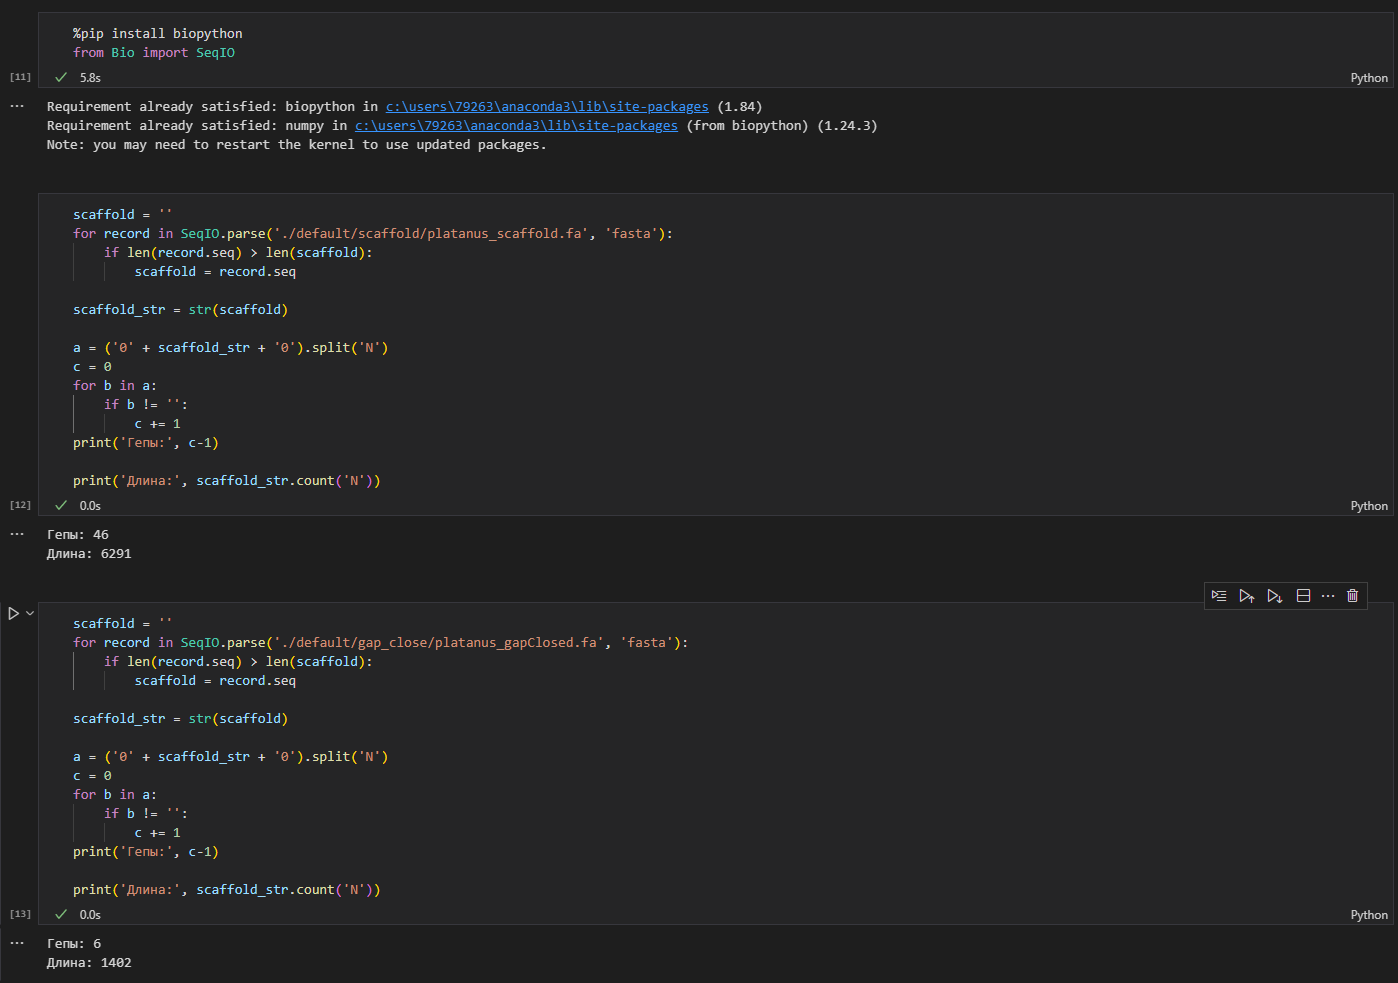 %pip install biopython
from Bio import SeqIO
[11]
5.8s
Python
Requirement already satisfied: biopython in c:\users\79263\anaconda3\lib\site-packages (1.84)
Requirement already satisfied: numpy in c:\users\79263\anaconda3\lib\site-packages (from biopython) (1.24.3)
Note: you may need to restart the kernel to use updated packages.
scaffold = ''
for record in SeqIO.parse('./default/scaffold/platanus_scaffold.fa', 'fasta'):
    if len(record.seq) > len(scaffold):
        scaffold = record.seq
scaffold_str = str(scaffold)
a = ('0' + scaffold_str + '0').split('N')
c = 0
for b in a:
    if b != '':
        c += 1
print('Гепы:', c-1)
print('Длина:', scaffold_str.count('N'))
[12]
0.0s
Python
Гепы: 46
Длина: 6291
scaffold = ''
for record in SeqIO.parse('./default/gap_close/platanus_gapClosed.fa', 'fasta'):
    if len(record.seq) > len(scaffold):
        scaffold = record.seq
scaffold_str = str(scaffold)
a = ('0' + scaffold_str + '0').split('N')
c = 0
for b in a:
    if b != '':
        c += 1
print('Гепы:', c-1)
print('Длина:', scaffold_str.count('N'))
[13]
0.0s
Python
Гепы: 6
Длина: 1402